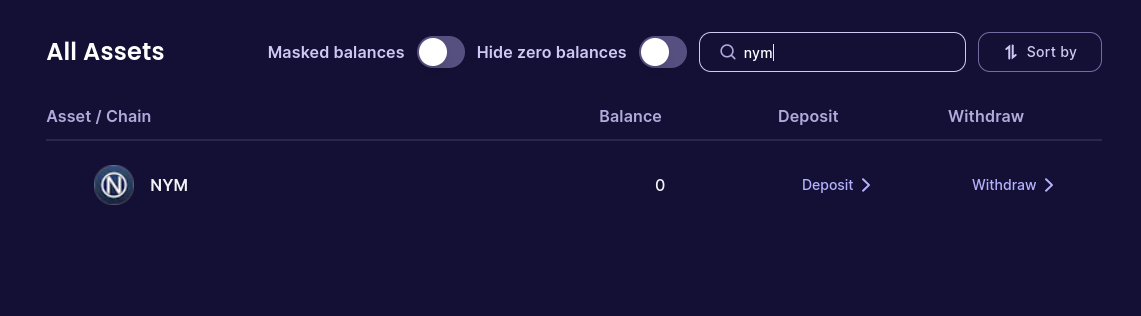 All Assets Masked balances Hide zero balances nym Sort by
Asset / Chain Balance Deposit Withdraw
NYM 0 Deposit Withdraw